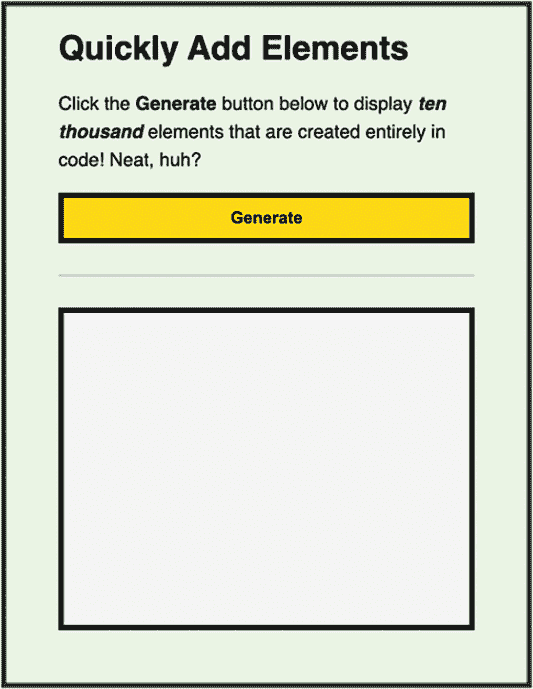 Quickly Add Elements
Click the Generate button below to display ten
thousand elements that are created entirely in
code! Neat, huh?
Generate